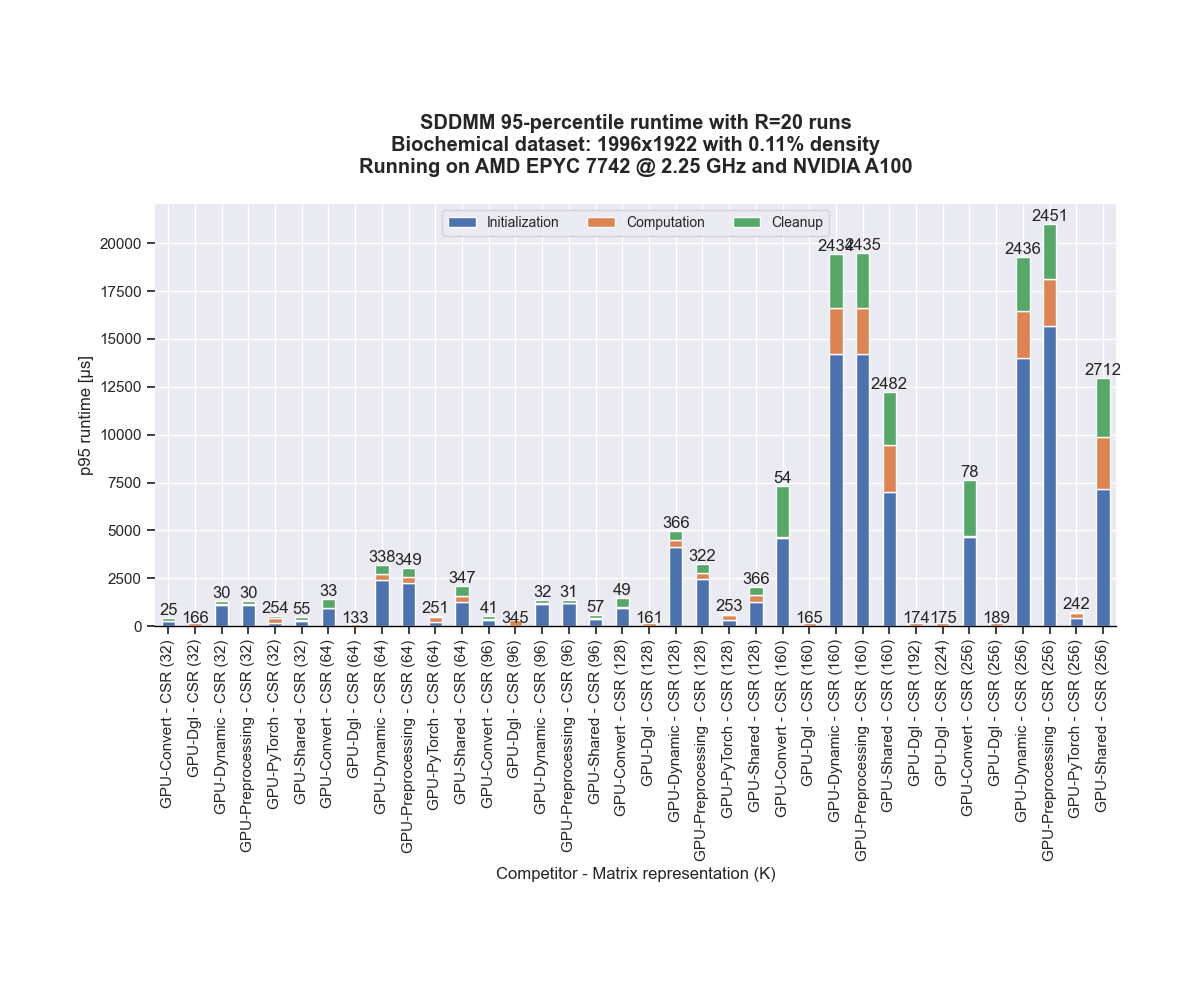 SDDMM 95-percentile runtime with R=20 runs
Biochemical dataset: 1996x1922 with 0.11% density
Running on AMD EPYC 7742 @ 2.25 GHz and NVIDIA A100
Initialization
Computation
Cleanup
p95 runtime [µs]
20000
17500
15000
12500
10000
7500
5000
2500
0
25
166
30
30
254
55
33
133
338
349
251
347
41
345
32
31
57
49
161
366
322
253
366
54
165
2434
2435
2482
174
175
78
189
2436
2451
242
2712
GPU-Convert - CSR (32)
GPU-Dgl - CSR (32)
GPU-Dynamic - CSR (32)
GPU-Preprocessing - CSR (32)
GPU-PyTorch - CSR (32)
GPU-Shared - CSR (32)
GPU-Convert - CSR (64)
GPU-Dgl - CSR (64)
GPU-Dynamic - CSR (64)
GPU-Preprocessing - CSR (64)
GPU-PyTorch - CSR (64)
GPU-Shared - CSR (64)
GPU-Convert - CSR (96)
GPU-Dgl - CSR (96)
GPU-Dynamic - CSR (96)
GPU-Preprocessing - CSR (96)
GPU-Shared - CSR (96)
GPU-Convert - CSR (128)
GPU-Dgl - CSR (128)
GPU-Dynamic - CSR (128)
GPU-Preprocessing - CSR (128)
GPU-PyTorch - CSR (128)
GPU-Shared - CSR (128)
GPU-Convert - CSR (160)
GPU-Dgl - CSR (160)
GPU-Dynamic - CSR (160)
GPU-Preprocessing - CSR (160)
GPU-Shared - CSR (160)
GPU-Dgl - CSR (192)
GPU-Dgl - CSR (224)
GPU-Convert - CSR (256)
GPU-Dgl - CSR (256)
GPU-Dynamic - CSR (256)
GPU-Preprocessing - CSR (256)
GPU-PyTorch - CSR (256)
GPU-Shared - CSR (256)
Competitor - Matrix representation (K)